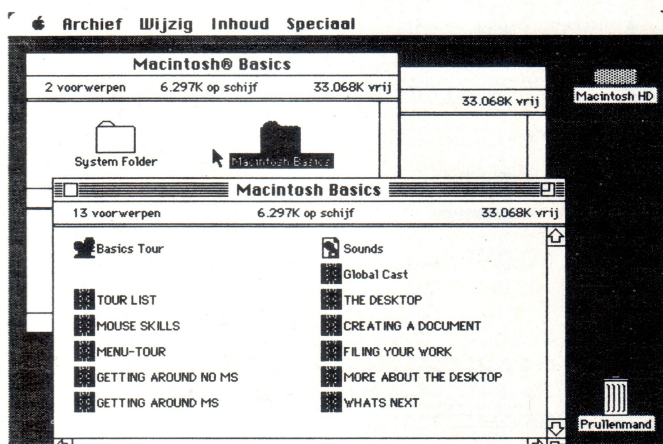 Archief Wijzig Inhoud Speciaal
Macintosh® Basics
2 voorwerpen 6.297K op schijf 33.068K vrij
33.068K vrij
Macintosh HD
System Folder
Macintosh Basics
Macintosh Basics
13 voorwerpen 6.297K op schijf 33.068K vrij
Basics Tour
Sounds
Global Cast
TOUR LIST
THE DESKTOP
MOUSE SKILLS
CREATING A DOCUMENT
MENU-TOUR
FILING YOUR WORK
GETTING AROUND NO MS
MORE ABOUT THE DESKTOP
GETTING AROUND MS
WHATS NEXT
Prullenmand